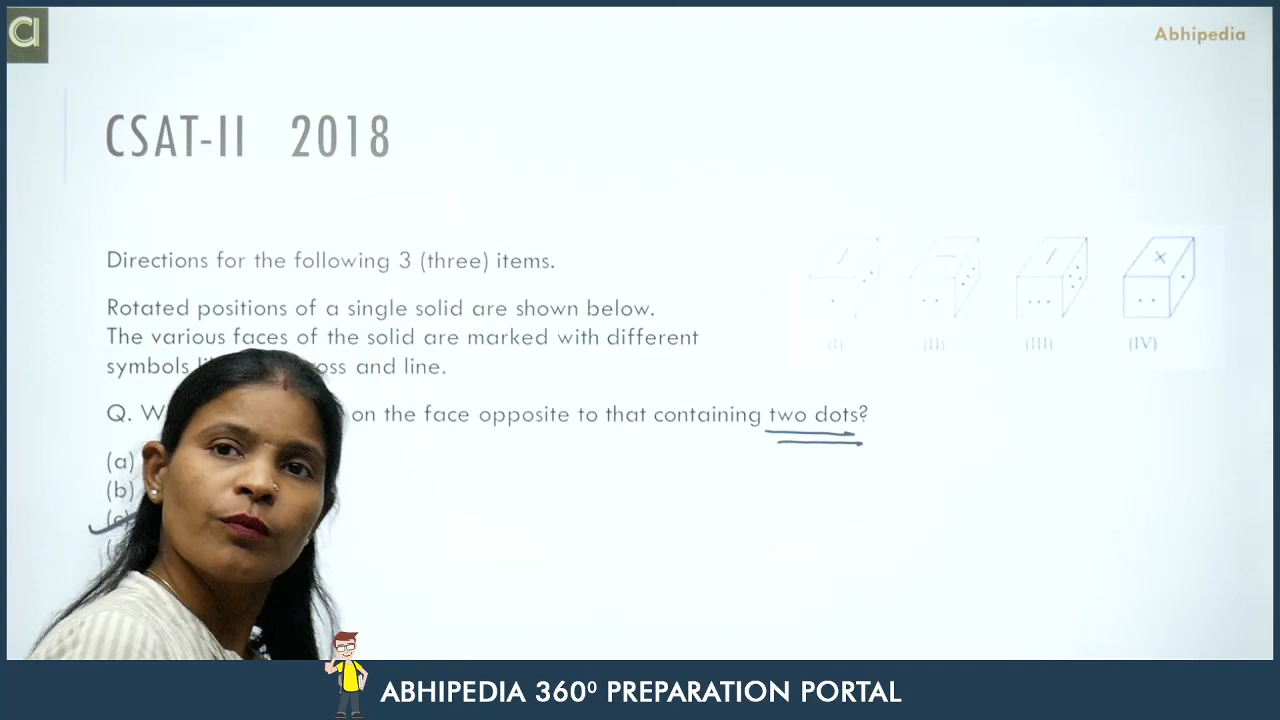 Abhipedia
CSAT-II 2018
Directions for the following 3 (three) items.
Rotated positions of a single solid are shown below.
The various faces of the solid are marked with different
symbols ross and line.
(I) (II) (III) (IV)
Q. W on the face opposite to that containing two dots?
(a)
(b)
ABHIPEDIA 360⁰ PREPARATION PORTAL